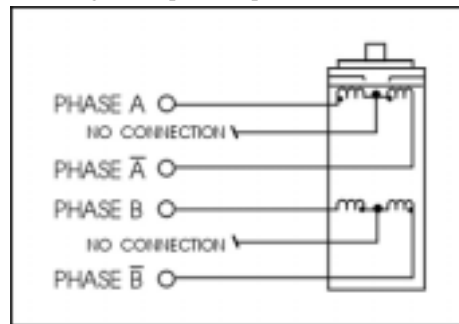 PHASE A
NO CONNECTION
PHASE A̅
PHASE B
NO CONNECTION
PHASE B̅